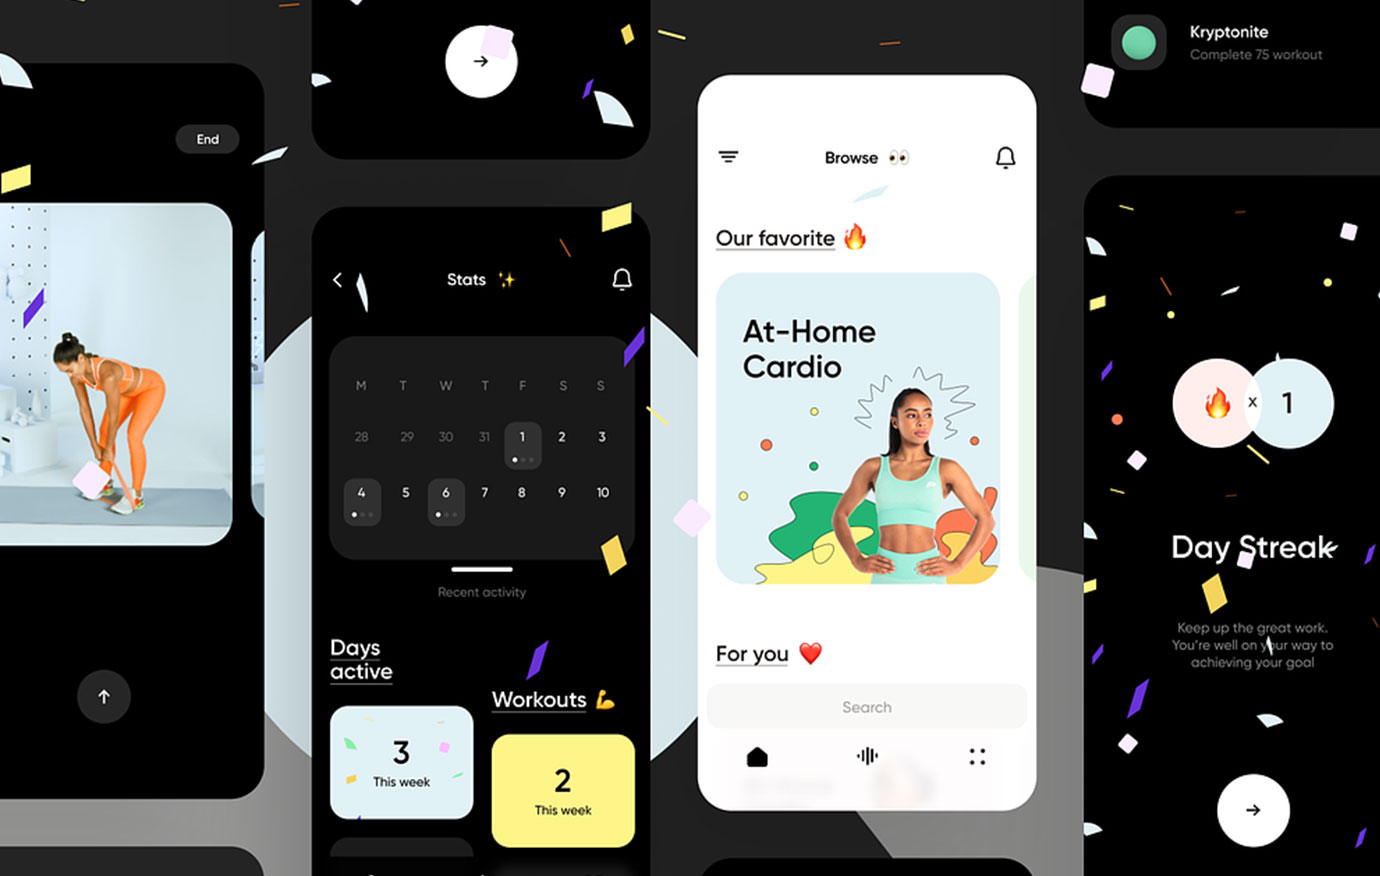 End
Stats
M T W T F S S
28 29 30 31 1 2 3
4 5 6 7 8 9 10
Recent activity
Days
active
3
This week
Workouts
2
This week
Browse
Our favorite
At-Home
Cardio
For you
Search
Kryptonite
Complete 75 workout
x 1
Day Streak
Keep up the great work.
You're well on your way to
achieving your goal